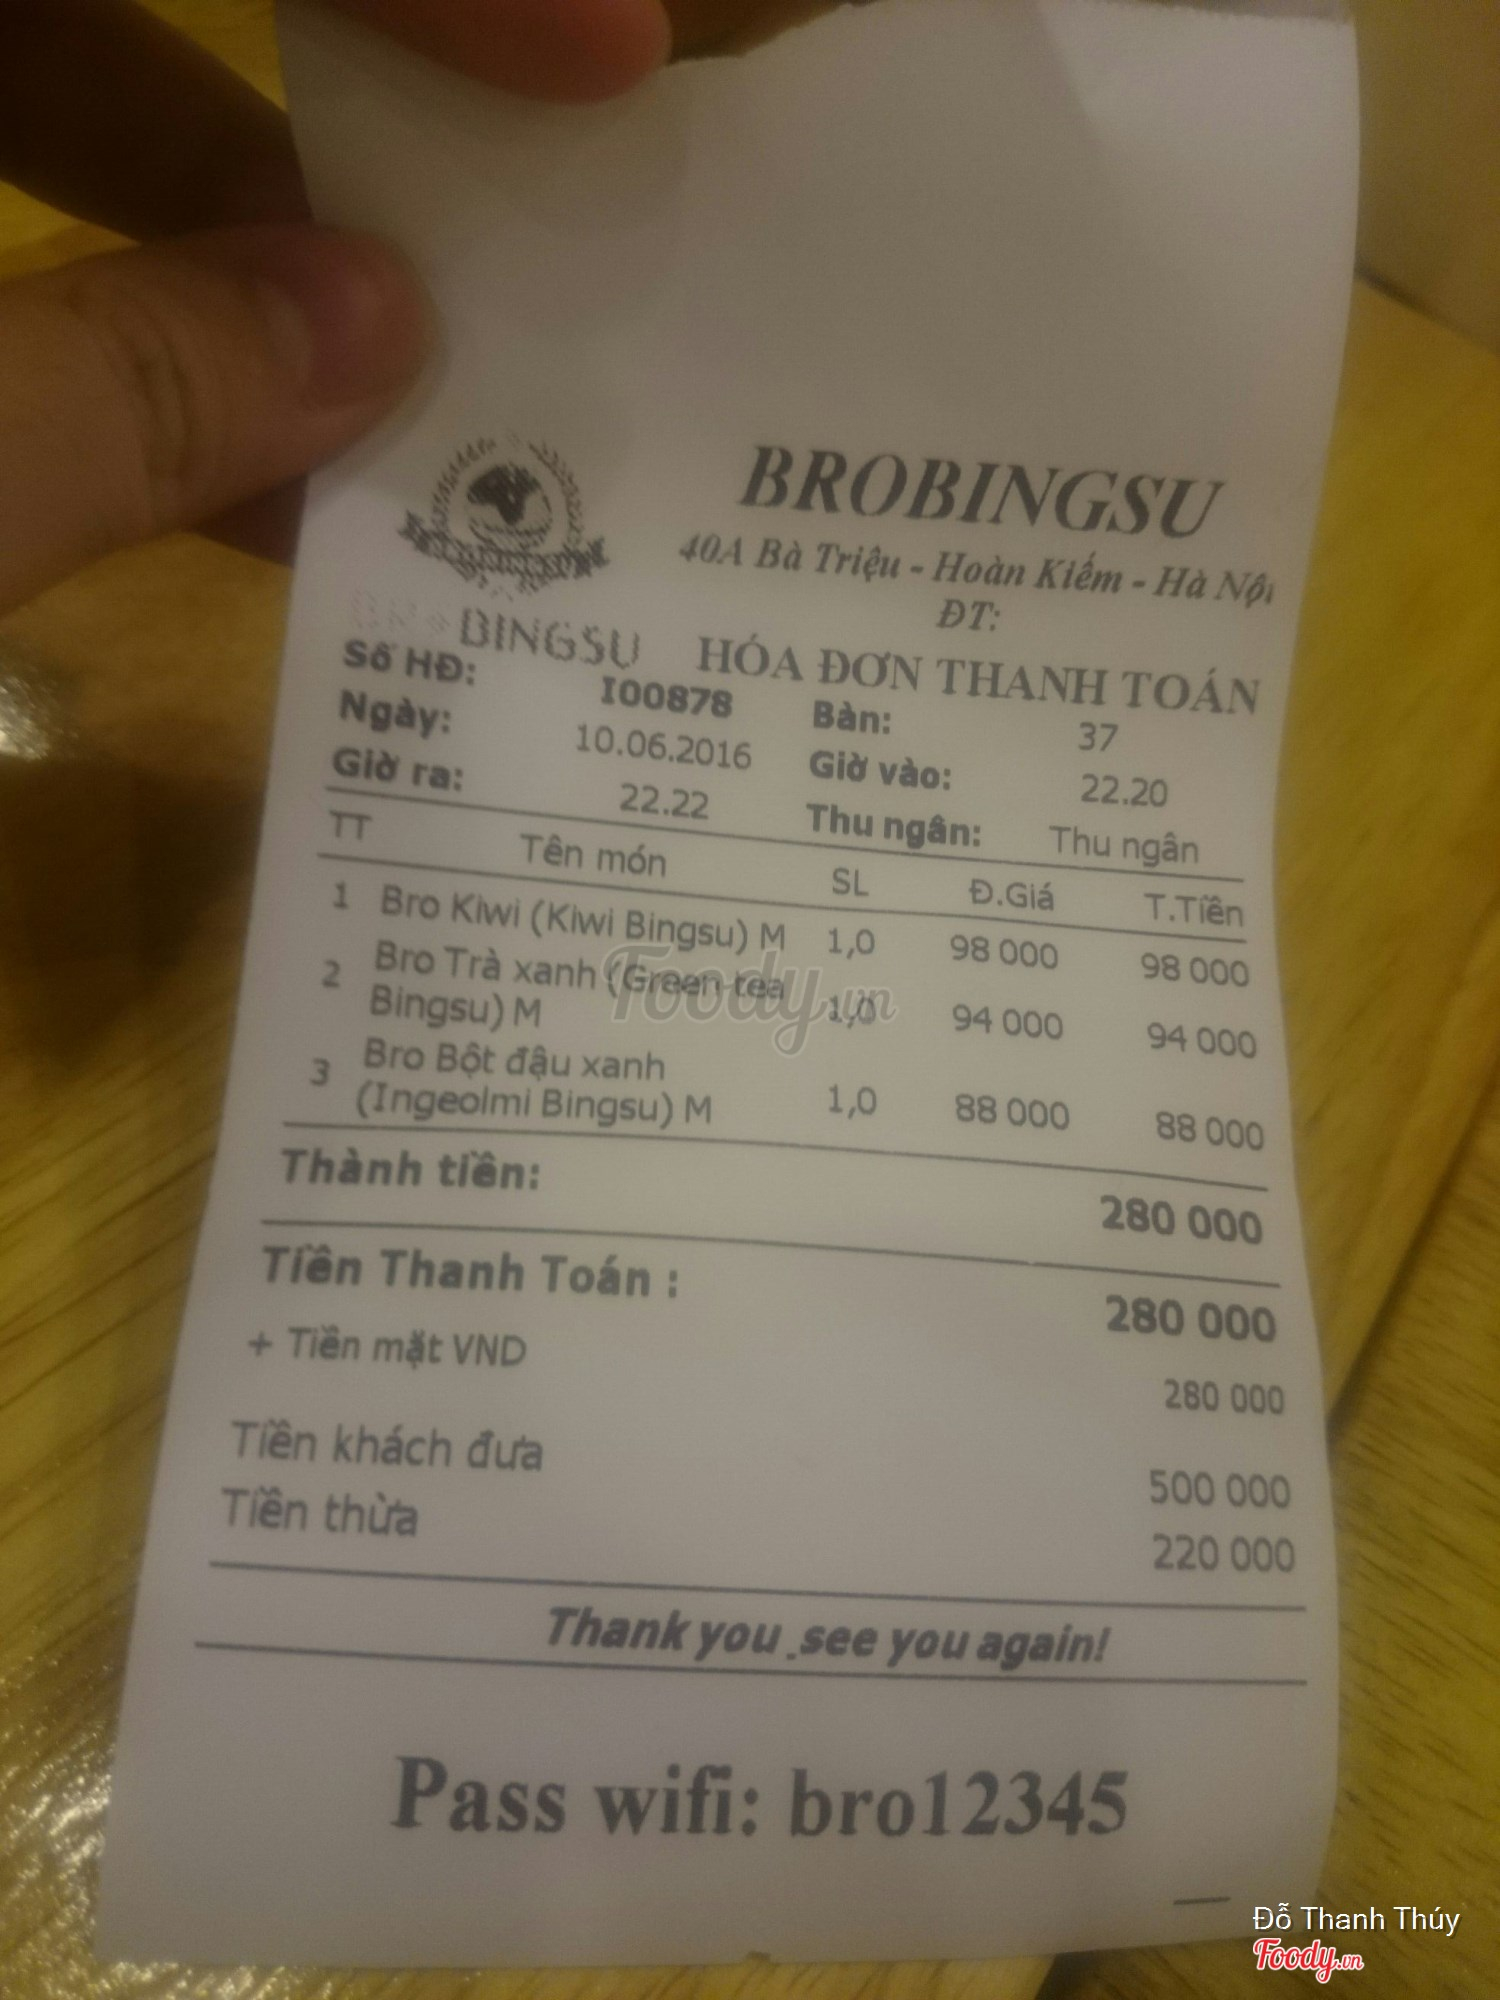 BROBINGSU
40A Bà Triệu - Hoàn Kiếm - Hà Nội
ĐT:
BINGSU HÓA ĐƠN THANH TOÁN
Số HĐ: I00878 Bàn: 37
Ngày: 10.06.2016 Giờ vào: 22.20
Giờ ra: 22.22 Thu ngân: Thu ngân
TT Tên món SL Đ.Giá T.Tiền
1 Bro Kiwi (Kiwi Bingsu) M 1,0 98 000 98 000
2 Bro Trà xanh (Green tea
Bingsu) M 1,0 94 000 94 000
3 Bro Bột đậu xanh
(Ingeolmi Bingsu) M 1,0 88 000 88 000
Thành tiền: 280 000
Tiền Thanh Toán : 280 000
+ Tiền mặt VND 280 000
Tiền khách đưa 500 000
Tiền thừa 220 000
Thank you .see you again!
Pass wifi: bro12345
Foody.vn
Đỗ Thanh Thúy
Foody.vn